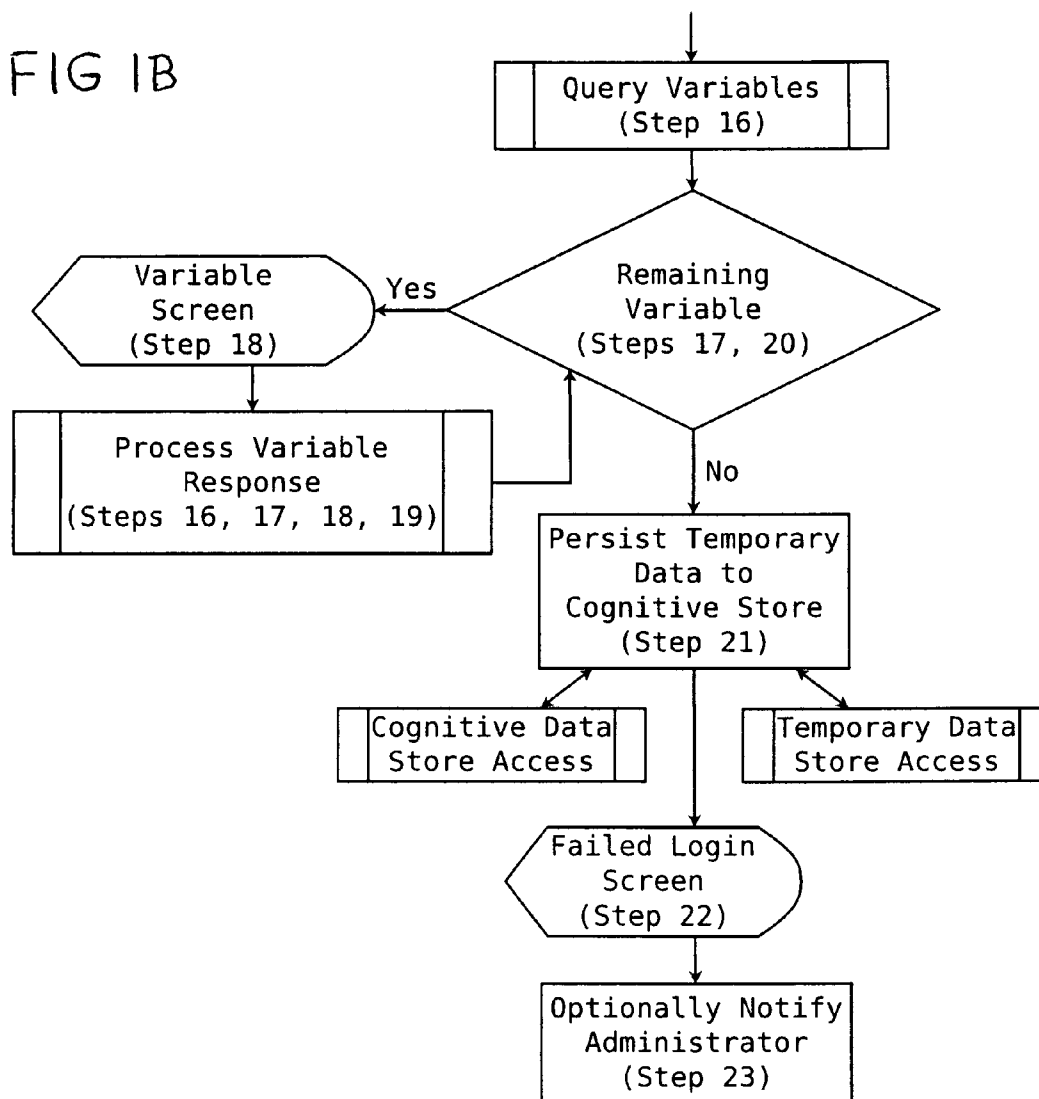 FIG 1B
Query Variables
(Step 16)
Remaining
Variable
(Steps 17, 20)
Yes
Variable
Screen
(Step 18)
Process Variable
Response
(Steps 16, 17, 18, 19)
No
Persist Temporary
Data to
Cognitive Store
(Step 21)
Cognitive Data
Store Access
Temporary Data
Store Access
Failed Login
Screen
(Step 22)
Optionally Notify
Administrator
(Step 23)